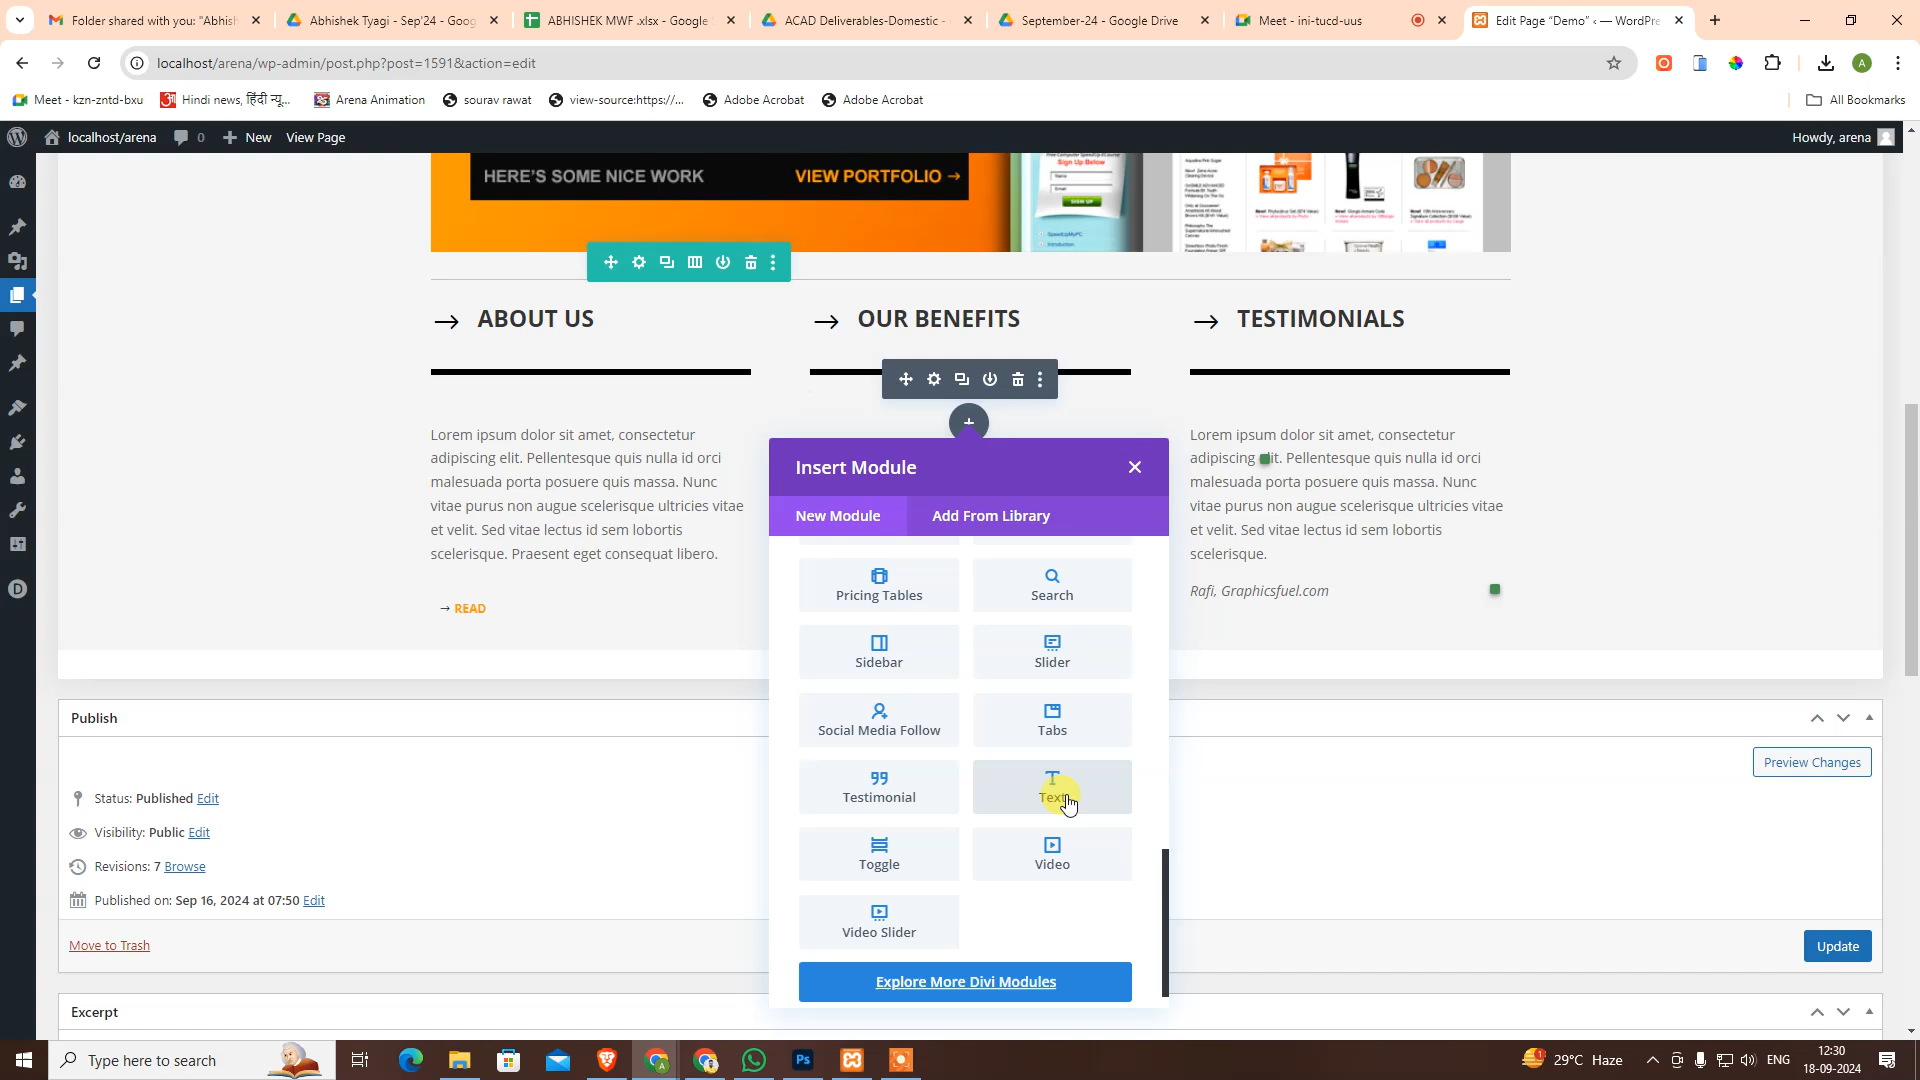 Folder shared with you: "Abhish
Abhishek Tyagi - Sep'24 - Goog
ABHISHEK MWF .xlsx - Google
ACAD Deliverables-Domestic -
September-24 - Google Drive
Meet - ini-tucd-uus
Edit Page "Demo" ‹ — WordPre
localhost/arena/wp-admin/post.php?post=1591&action=edit
A
Meet - kzn-zntd-bxu
Hindi news, हिंदी न्यू...
Arena Animation
sourav rawat
view-source:https://...
Adobe Acrobat
Adobe Acrobat
All Bookmarks
localhost/arena
0
New
View Page
Howdy, arena
HERE'S SOME NICE WORK
VIEW PORTFOLIO →
Sign Up Below
SIGN UP
→ ABOUT US
→ OUR BENEFITS
→ TESTIMONIALS
Lorem ipsum dolor sit amet, consectetur
adipiscing elit. Pellentesque quis nulla id orci
malesuada porta posuere quis massa. Nunc
vitae purus non augue scelerisque ultricies vitae
et velit. Sed vitae lectus id sem lobortis
scelerisque. Praesent eget consequat libero.
→ READ
Insert Module
New Module
Add From Library
Pricing Tables
Search
Sidebar
Slider
Social Media Follow
Tabs
Testimonial
Text
Toggle
Video
Video Slider
Explore More Divi Modules
Lorem ipsum dolor sit amet, consectetur
adipiscing elit. Pellentesque quis nulla id orci
malesuada porta posuere quis massa. Nunc
vitae purus non augue scelerisque ultricies vitae
et velit. Sed vitae lectus id sem lobortis
scelerisque.
Rafi, Graphicsfuel.com
Publish
Preview Changes
Status: Published Edit
Visibility: Public Edit
Revisions: 7 Browse
Published on: Sep 16, 2024 at 07:50 Edit
Move to Trash
Update
Excerpt
Type here to search
29°C Haze
ENG
12:30
18-09-2024